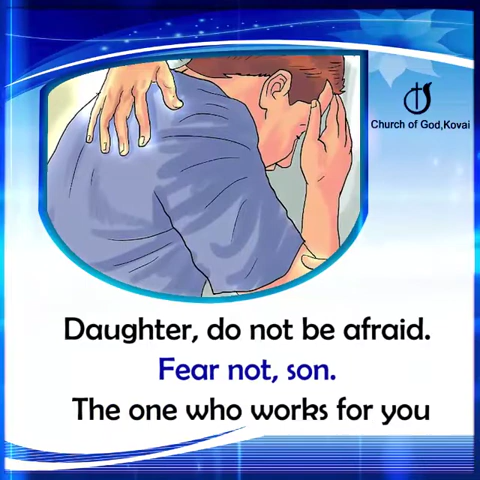 Church of God,Kovai
Daughter, do not be afraid.
Fear not, son.
The one who works for you